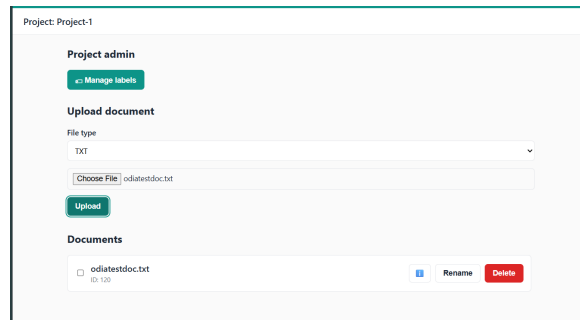 Project: Project-1
Project admin
Manage labels
Upload document
File type
TXT
Choose File odiatestdoc.txt
Upload
Documents
odiatestdoc.txt
ID: 120
Rename
Delete